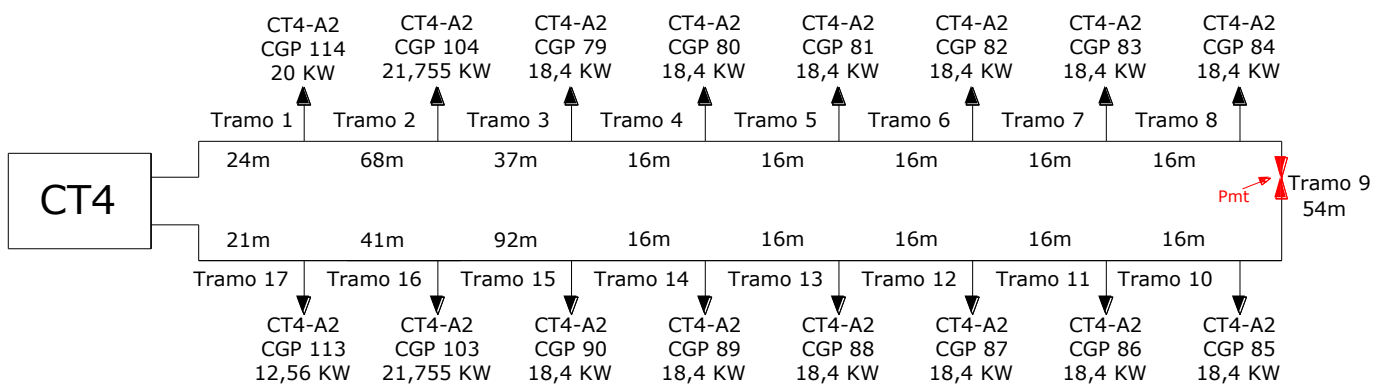 CT4-A2 CT4-A2 CT4-A2 CT4-A2 CT4-A2 CT4-A2 CT4-A2 CT4-A2
CGP 114 CGP 104 CGP 79 CGP 80 CGP 81 CGP 82 CGP 83 CGP 84
20 KW 21,755 KW 18,4 KW 18,4 KW 18,4 KW 18,4 KW 18,4 KW 18,4 KW
Tramo 1 Tramo 2 Tramo 3 Tramo 4 Tramo 5 Tramo 6 Tramo 7 Tramo 8
24m 68m 37m 16m 16m 16m 16m 16m
CT4
Pmt
Tramo 9
54m
21m 41m 92m 16m 16m 16m 16m 16m
Tramo 17 Tramo 16 Tramo 15 Tramo 14 Tramo 13 Tramo 12 Tramo 11 Tramo 10
CT4-A2 CT4-A2 CT4-A2 CT4-A2 CT4-A2 CT4-A2 CT4-A2 CT4-A2
CGP 113 CGP 103 CGP 90 CGP 89 CGP 88 CGP 87 CGP 86 CGP 85
12,56 KW 21,755 KW 18,4 KW 18,4 KW 18,4 KW 18,4 KW 18,4 KW 18,4 KW